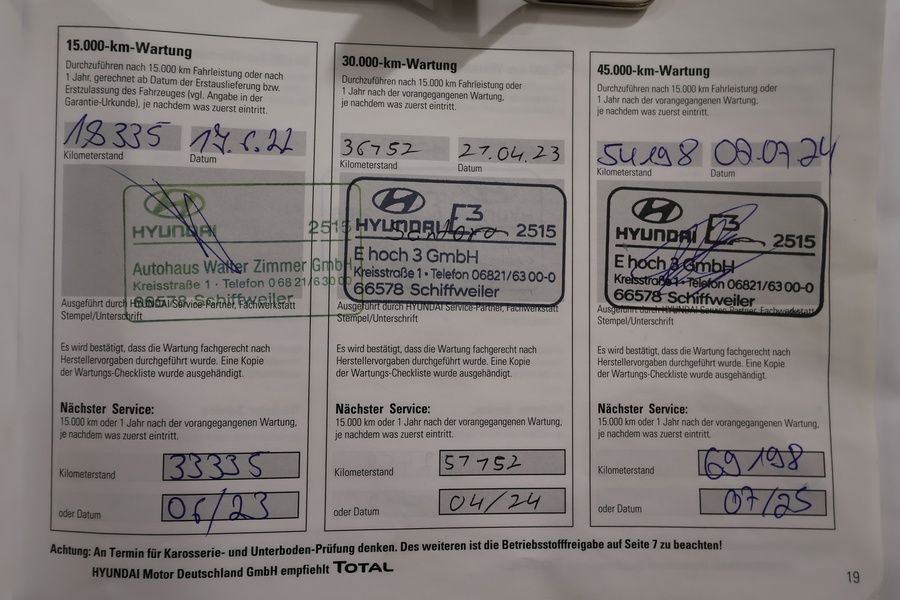 15.000-km-Wartung
Durchzuführen nach 15.000 km Fahrleistung oder nach
1 Jahr, gerechnet ab Datum der Erstauslieferung bzw.
Erstzulassung des Fahrzeuges (vgl. Angabe in der
Garantie-Urkunde), je nachdem was zuerst eintritt.
18335 17.6.22
Kilometerstand Datum
HYUNDAI 2515
Autohaus Walter Zimmer GmbH
Kreisstraße 1 · Telefon 06821/630 00
66578 Schiffweiler
Ausgeführt durch HYUNDAI Service-Partner, Fachwerkstatt
Stempel/Unterschrift
Es wird bestätigt, dass die Wartung fachgerecht nach
Herstellervorgaben durchgeführt wurde. Eine Kopie
der Wartungs-Checkliste wurde ausgehändigt.
Nächster Service:
15.000 km oder 1 Jahr nach der vorangegangenen Wartung,
je nachdem was zuerst eintritt.
Kilometerstand 33335
oder Datum 06/23
30.000-km-Wartung
Durchzuführen nach 15.000 km Fahrleistung oder
1 Jahr nach der vorangegangenen Wartung,
je nachdem was zuerst eintritt.
36752 27.04.23
Kilometerstand Datum
HYUNDAI E3 2515
E hoch 3 GmbH
Kreisstraße 1 · Telefon 06821/63 00-0
66578 Schiffweiler
Ausgeführt durch HYUNDAI Service-Partner, Fachwerkstatt
Stempel/Unterschrift
Es wird bestätigt, dass die Wartung fachgerecht nach
Herstellervorgaben durchgeführt wurde. Eine Kopie
der Wartungs-Checkliste wurde ausgehändigt.
Nächster Service:
15.000 km oder 1 Jahr nach der vorangegangenen Wartung,
je nachdem was zuerst eintritt.
Kilometerstand 57752
oder Datum 04/24
45.000-km-Wartung
Durchzuführen nach 15.000 km Fahrleistung oder
1 Jahr nach der vorangegangenen Wartung,
je nachdem was zuerst eintritt.
54198 08.07.24
Kilometerstand Datum
HYUNDAI E3 2515
E hoch 3 GmbH
Kreisstraße 1 · Telefon 06821/63 00-0
66578 Schiffweiler
Ausgeführt durch HYUNDAI Service-Partner, Fachwerkstatt
Stempel/Unterschrift
Es wird bestätigt, dass die Wartung fachgerecht nach
Herstellervorgaben durchgeführt wurde. Eine Kopie
der Wartungs-Checkliste wurde ausgehändigt.
Nächster Service:
15.000 km oder 1 Jahr nach der vorangegangenen Wartung,
je nachdem was zuerst eintritt.
Kilometerstand 69198
oder Datum 07/25
Achtung: An Termin für Karosserie- und Unterboden-Prüfung denken. Des weiteren ist die Betriebsstofffreigabe auf Seite 7 zu beachten!
HYUNDAI Motor Deutschland GmbH empfiehlt TOTAL
19